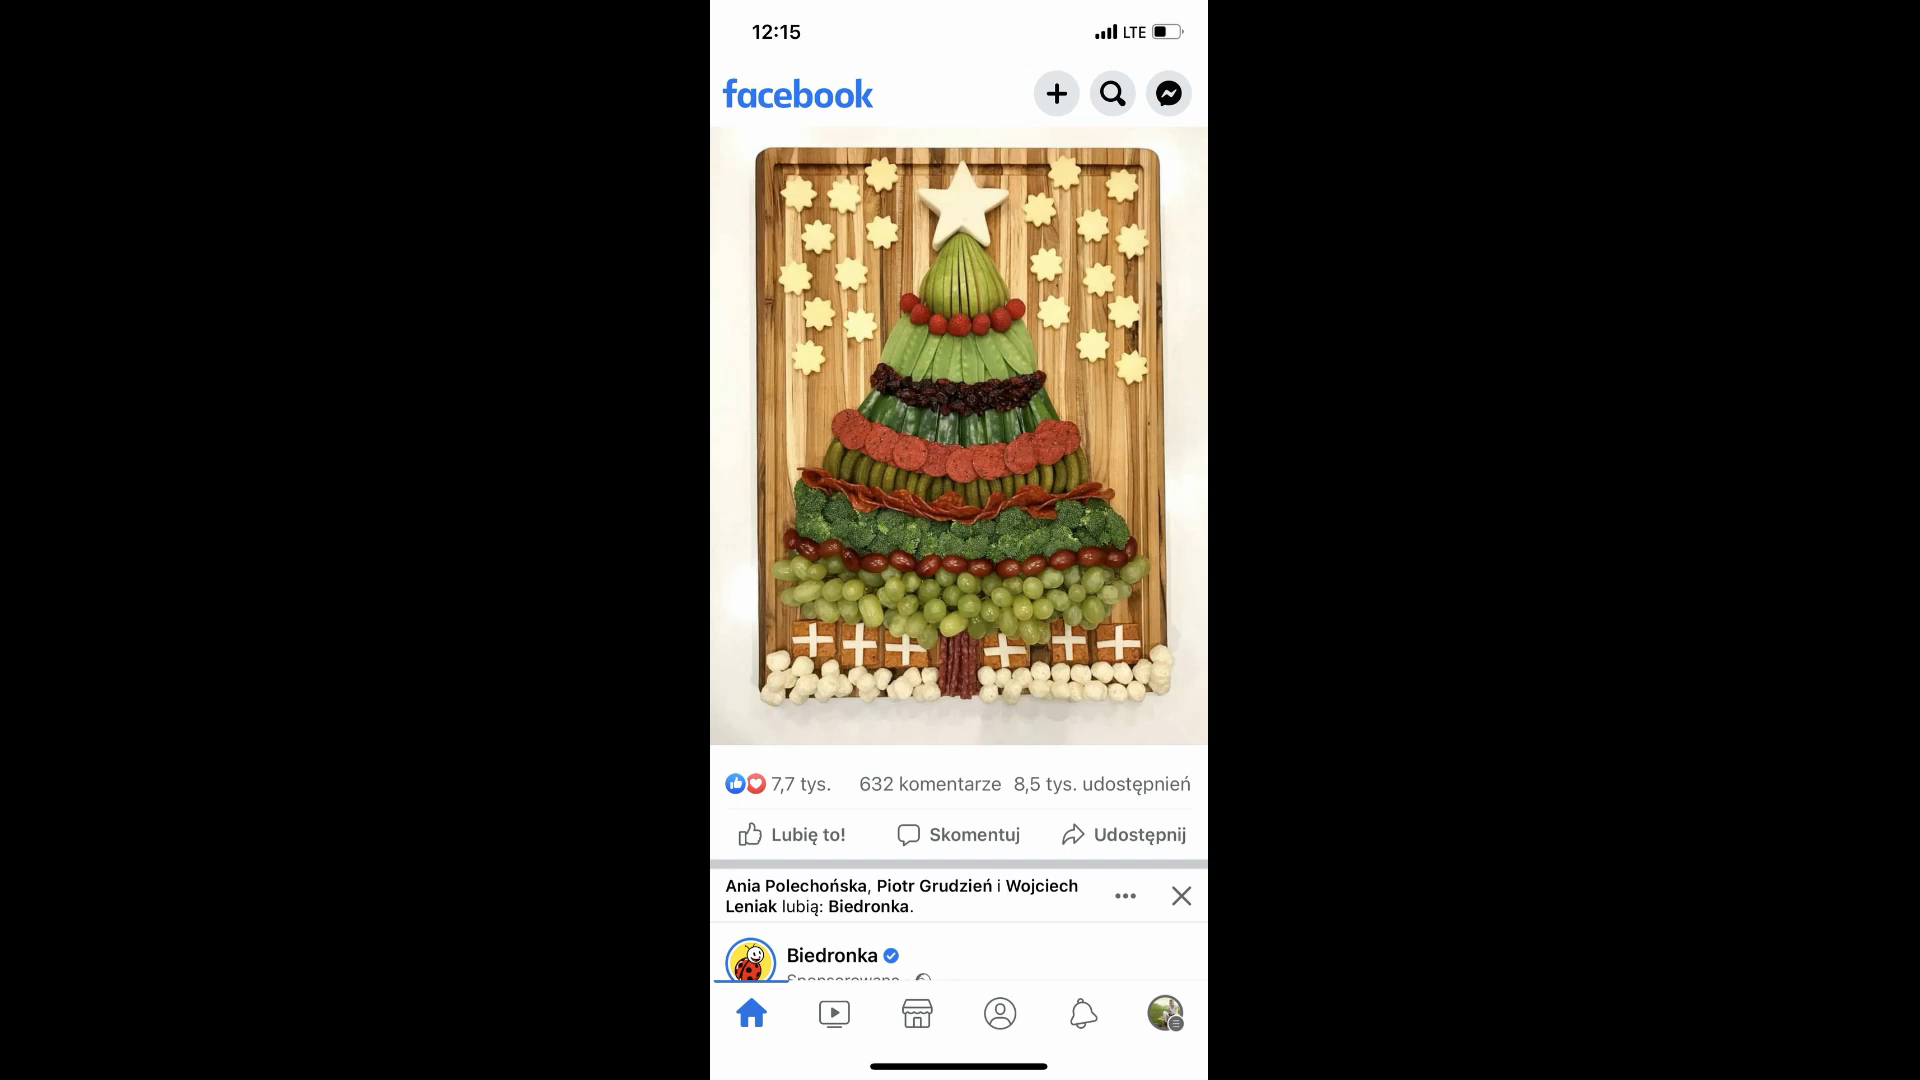 12:15
LTE
facebook
7,7 tys.
632 komentarze
8,5 tys. udostępnień
Lubię to!
Skomentuj
Udostępnij
Ania Polechońska, Piotr Grudzień i Wojciech
Leniak lubią: Biedronka.
Biedronka
Sponsorowane